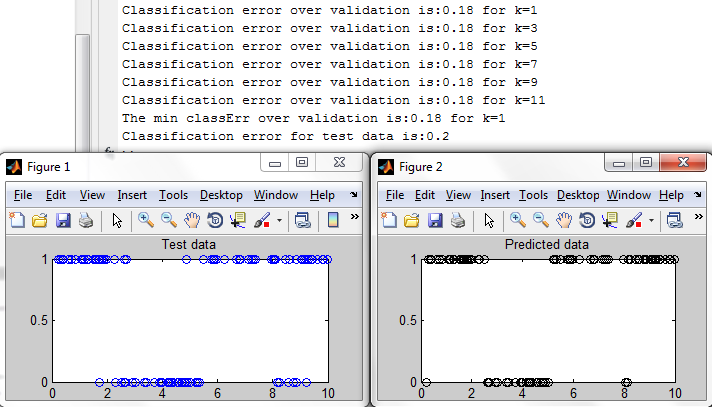 Classification error over validation is:0.18 for k=1
Classification error over validation is:0.18 for k=3
Classification error over validation is:0.18 for k=5
Classification error over validation is:0.18 for k=7
Classification error over validation is:0.18 for k=9
Classification error over validation is:0.18 for k=11
The min classErr over validation is:0.18 for k=1
Classification error for test data is:0.2
Figure 1
File Edit View Insert Tools Desktop Window Help
Test data
1
0.5
0
0 2 4 6 8 10
Figure 2
File Edit View Insert Tools Desktop Window Help
Predicted data
1
0.5
0
0 2 4 6 8 10